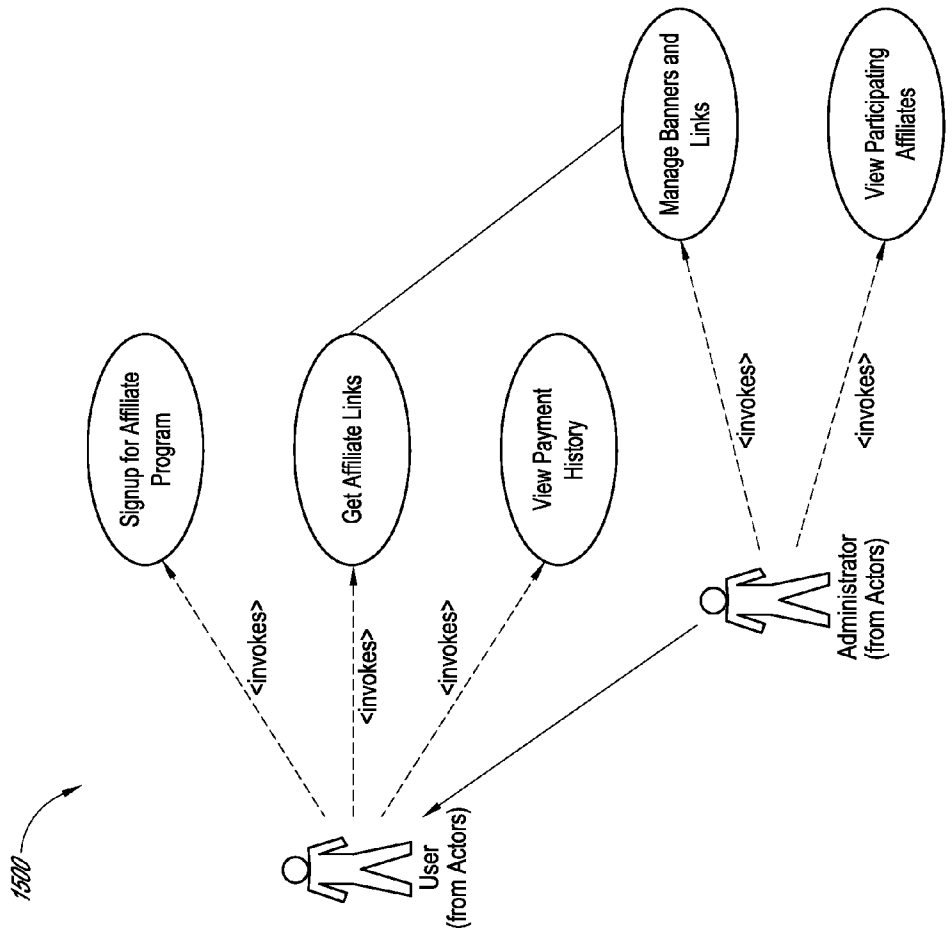 1500
Signup for Affiliate
Program
<invokes>
Get Affiliate Links
<invokes>
View Payment
History
<invokes>
User
(from Actors)
Manage Banners and
Links
<invokes>
View Participating
Affiliates
<invokes>
Administrator
(from Actors)